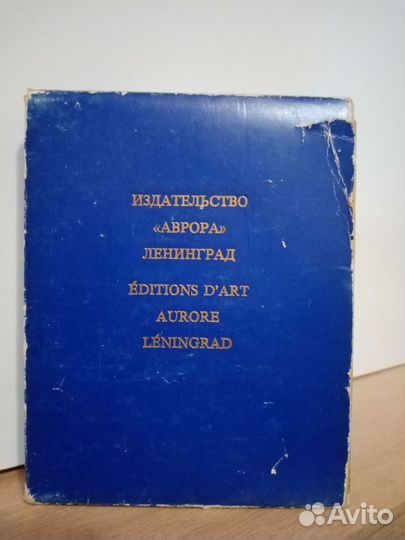 ИЗДАТЕЛЬСТВО
«АВРОРА»
ЛЕНИНГРАД
ÉDITIONS D'ART
AURORE
LÉNINGRAD
Avito